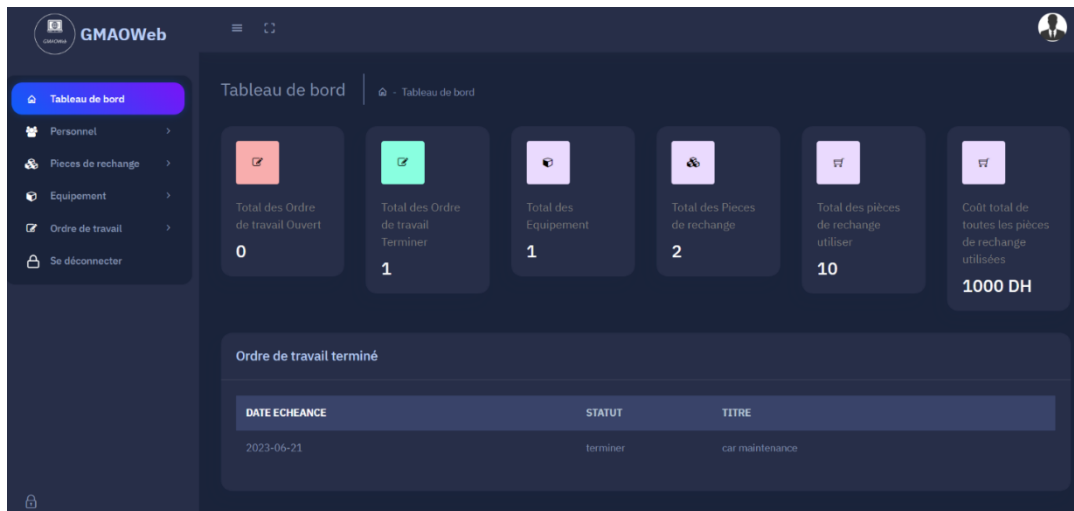 GMAOWeb
Tableau de bord
Personnel
Pieces de rechange
Equipement
Ordre de travail
Se déconnecter
Tableau de bord
- Tableau de bord
Total des Ordre
de travail Ouvert
0
Total des Ordre
de travail
Terminer
1
Total des
Equipement
1
Total des Pieces
de rechange
2
Total des pièces
de rechange
utiliser
10
Coût total de
toutes les pièces
de rechange
utilisées
1000 DH
Ordre de travail terminé
DATE ECHEANCE STATUT TITRE
2023-06-21 terminer car maintenance